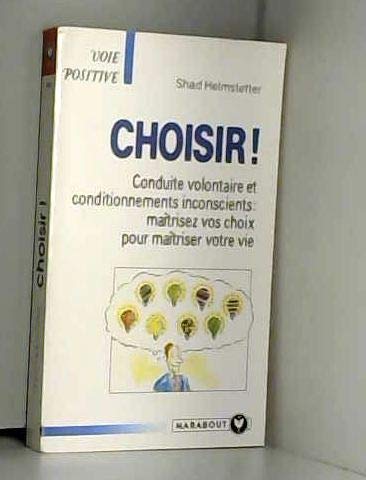 VOIE
POSITIVE
Shad Helmstetter
CHOISIR!
Conduite volontaire et
conditionnements inconscients:
maîtrisez vos choix
pour maîtriser votre vie
MARABOUT
choisir!